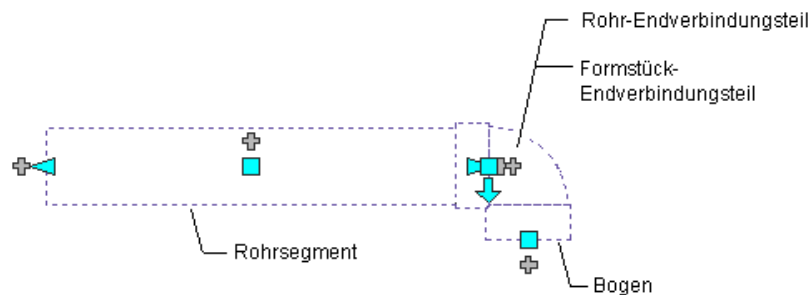 Rohr-Endverbindungsteil
Formstück-
Endverbindungsteil
Rohrsegment
Bogen